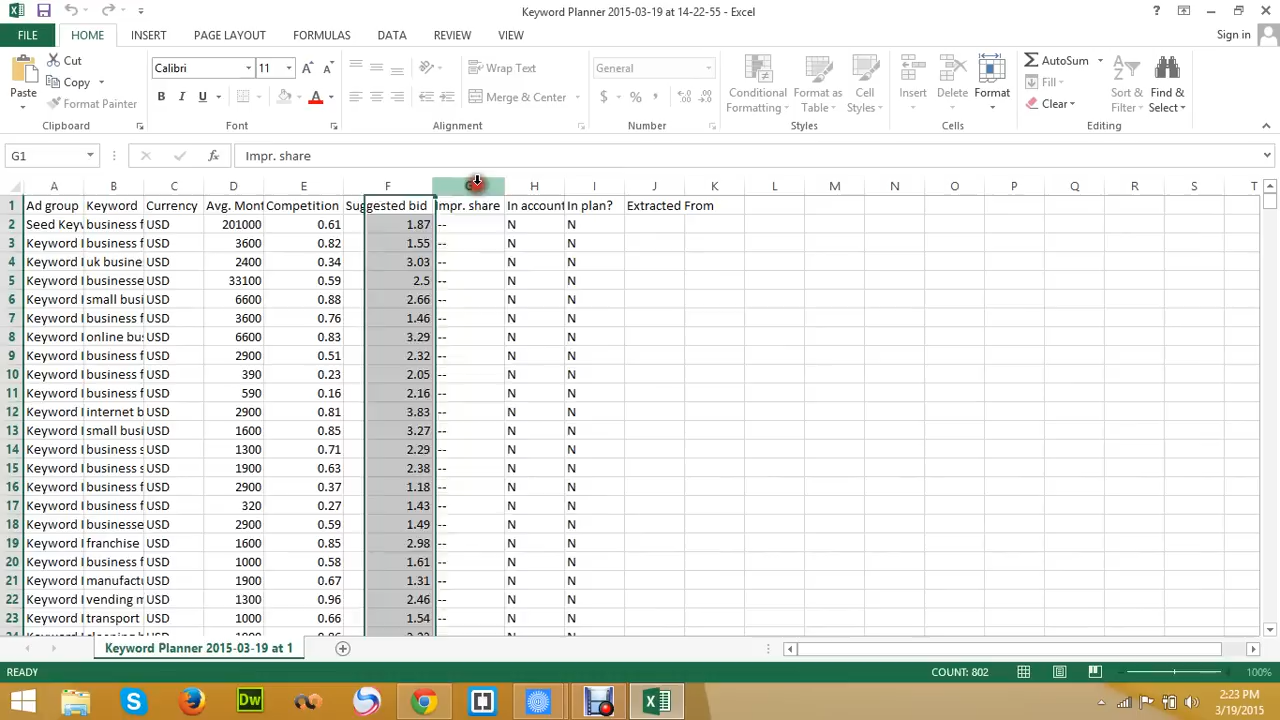 Keyword Planner 2015-03-19 at 14-22-55 - Excel
?
FILE HOME INSERT PAGE LAYOUT FORMULAS DATA REVIEW VIEW Sign in
Paste Cut Copy Format Painter Clipboard
Calibri 11 A A B I U A Font
Wrap Text Merge & Center Alignment
General $ % , Number
Conditional Formatting Format as Table Cell Styles Styles
Insert Delete Format Cells
AutoSum Fill Clear Sort & Filter Find & Select Editing
G1 fx Impr. share
A B C D E F H I J K L M N O P Q R S T
1 Ad group Keyword Currency Avg. Mont Competition Suggested bid Impr. share In account In plan? Extracted From
2 Seed Keyw business f USD 201000 0.61 1.87 -- N N
3 Keyword I business f USD 3600 0.82 1.55 -- N N
4 Keyword I uk busine USD 2400 0.34 3.03 -- N N
5 Keyword I businesse USD 33100 0.59 2.5 -- N N
6 Keyword I small busi USD 6600 0.88 2.66 -- N N
7 Keyword I business f USD 3600 0.76 1.46 -- N N
8 Keyword I online bus USD 6600 0.83 3.29 -- N N
9 Keyword I business f USD 2900 0.51 2.32 -- N N
10 Keyword I business f USD 390 0.23 2.05 -- N N
11 Keyword I business f USD 590 0.16 2.16 -- N N
12 Keyword I internet b USD 2900 0.81 3.83 -- N N
13 Keyword I small busi USD 1600 0.85 3.27 -- N N
14 Keyword I business s USD 1300 0.71 2.29 -- N N
15 Keyword I business s USD 1900 0.63 2.38 -- N N
16 Keyword I business f USD 2900 0.37 1.18 -- N N
17 Keyword I business f USD 320 0.27 1.43 -- N N
18 Keyword I businesse USD 2900 0.59 1.49 -- N N
19 Keyword I franchise USD 1600 0.85 2.98 -- N N
20 Keyword I business f USD 1000 0.58 1.61 -- N N
21 Keyword I manufactu USD 1900 0.67 1.31 -- N N
22 Keyword I vending m USD 1300 0.96 2.46 -- N N
23 Keyword I transport USD 1000 0.66 1.54 -- N N
Keyword Planner 2015-03-19 at 1
READY COUNT: 802 100%
S Dw 2:23 PM
3/19/2015